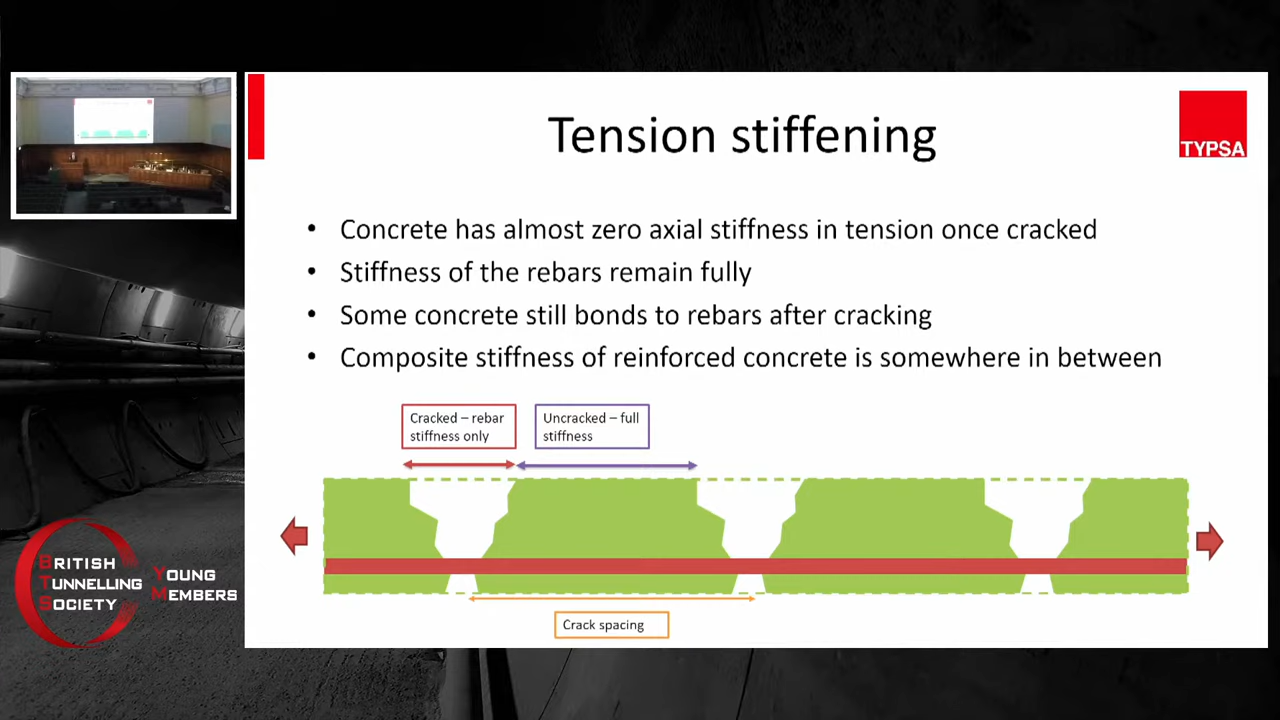 Tension stiffening
TYPSA
• Concrete has almost zero axial stiffness in tension once cracked
• Stiffness of the rebars remain fully
• Some concrete still bonds to rebars after cracking
• Composite stiffness of reinforced concrete is somewhere in between
Cracked – rebar
stiffness only
Uncracked – full
stiffness
Crack spacing
BRITISH
TUNNELLING
SOCIETY
YOUNG
MEMBERS